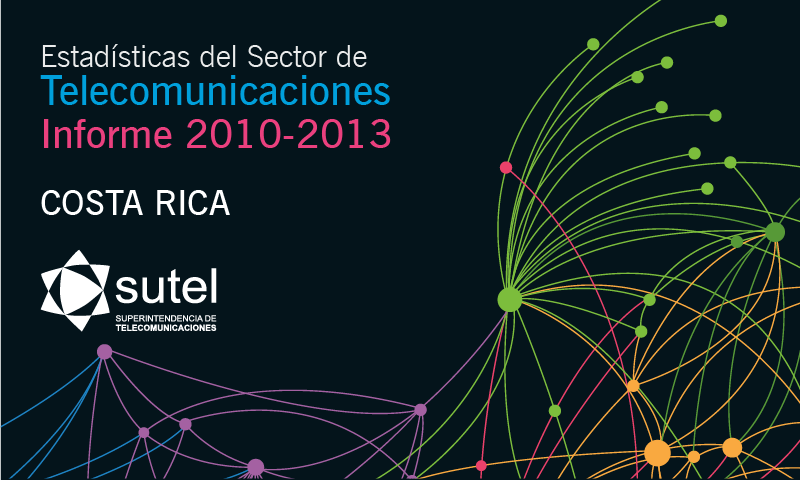 Estadísticas del Sector de
Telecomunicaciones
Informe 2010-2013
COSTA RICA
sutel
SUPERINTENDENCIA DE
TELECOMUNICACIONES